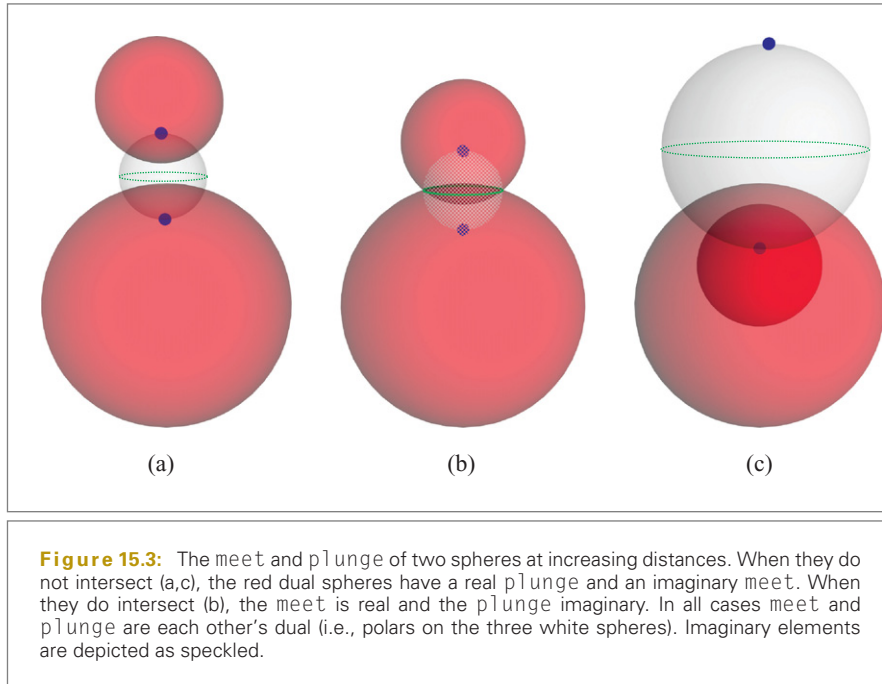 (a)
(b)
(c)
Figure 15.3: The meet and plunge of two spheres at increasing distances. When they do
not intersect (a,c), the red dual spheres have a real plunge and an imaginary meet. When
they do intersect (b), the meet is real and the plunge imaginary. In all cases meet and
plunge are each other's dual (i.e., polars on the three white spheres). Imaginary elements
are depicted as speckled.